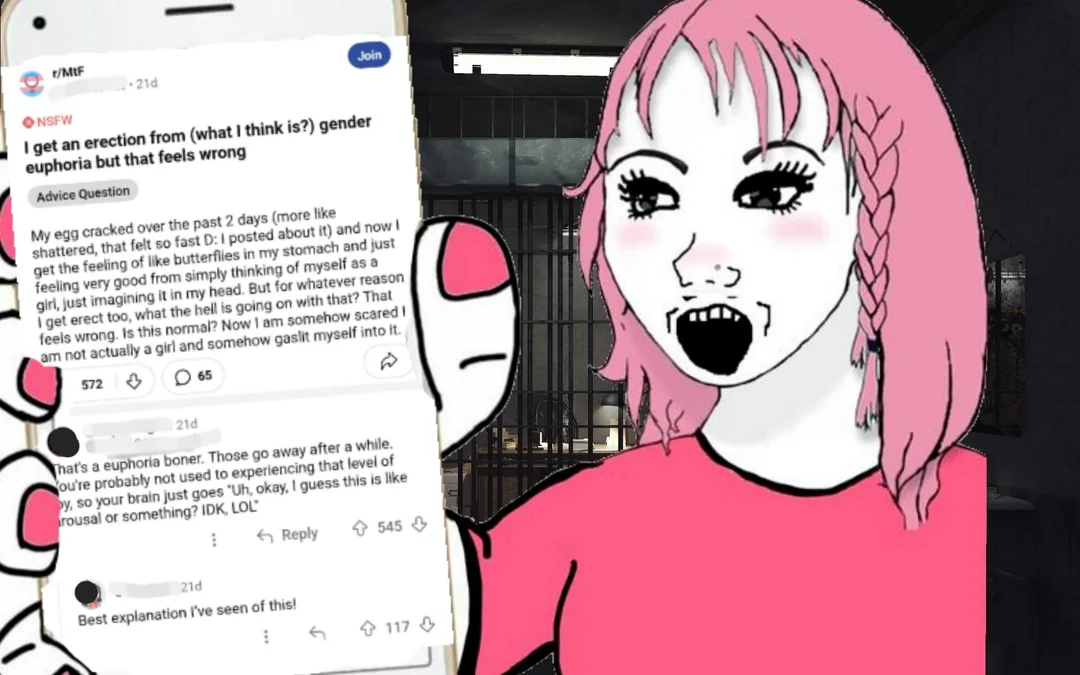 r/MtF
• 21d
Join
NSFW
I get an erection from (what I think is?) gender
euphoria but that feels wrong
Advice Question
My egg cracked over the past 2 days (more like
shattered, that felt so fast D: I posted about it) and now I
get the feeling of like butterflies in my stomach and just
feeling very good from simply thinking of myself as a
girl, just imagining it in my head. But for whatever reason
I get erect too, what the hell is going on with that? That
feels wrong. Is this normal? Now I am somehow scared I
am not actually a girl and somehow gaslit myself into it.
572
65
21d
That's a euphoria boner. Those go away after a while.
You're probably not used to experiencing that level of
oy, so your brain just goes "Uh, okay, I guess this is like
rousal or something? IDK, LOL"
Reply
545
21d
Best explanation I've seen of this!
117